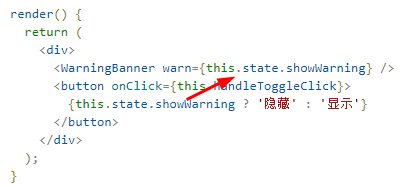 render() {
return (
<div>
<WarningBanner warn={this.state.showWarning} />
<button onClick={this.handleToggleClick}>
{this.state.showWarning ? '隐藏' : '显示'}
</button>
</div>
);
}